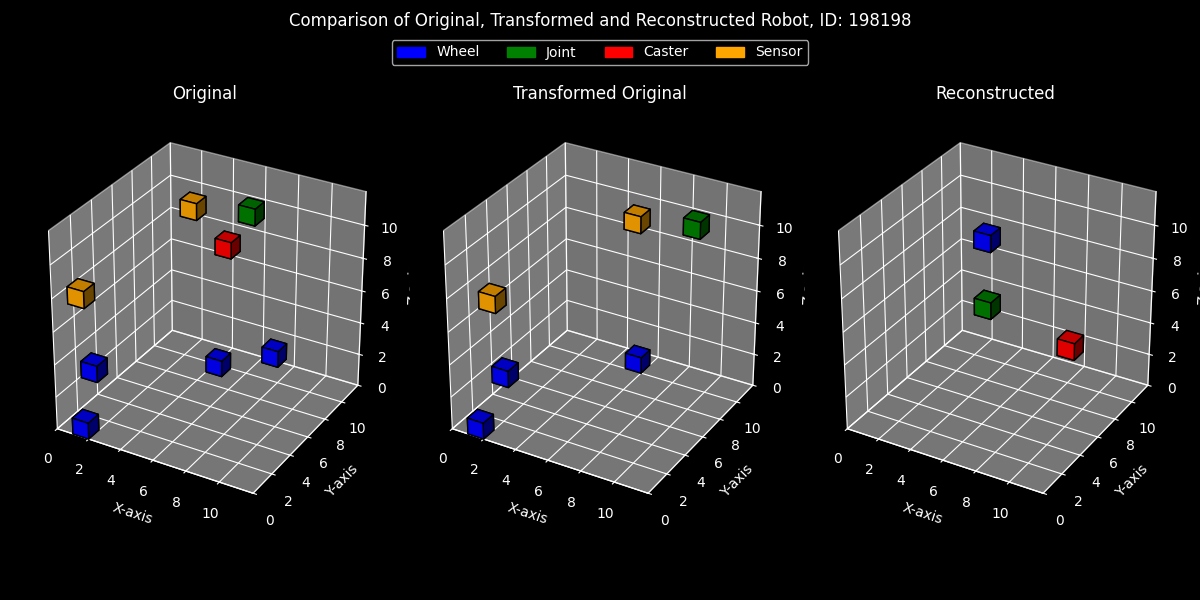 Comparison of Original, Transformed and Reconstructed Robot, ID: 198198
Wheel Joint Caster Sensor
Original
Transformed Original
Reconstructed
0 2 4 6 8 10
X-axis
0 2 4 6 8 10
Y-axis
0 2 4 6 8 10
0 2 4 6 8 10
X-axis
0 2 4 6 8 10
Y-axis
0 2 4 6 8 10
0 2 4 6 8 10
X-axis
0 2 4 6 8 10
Y-axis
0 2 4 6 8 10